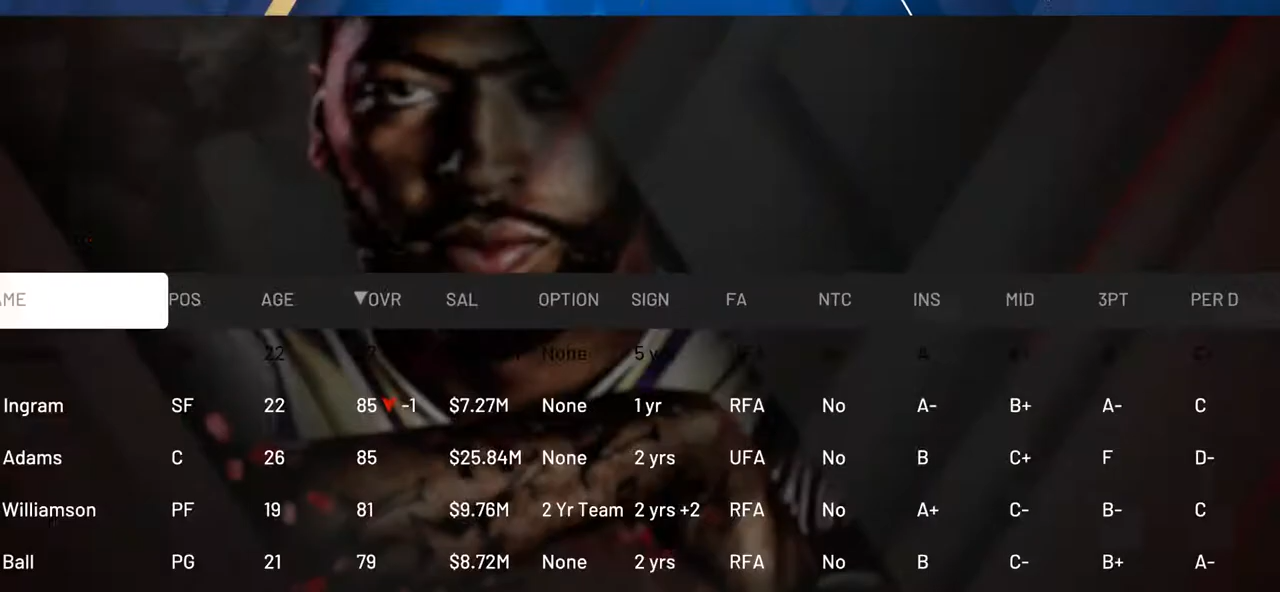 AME POS AGE ▼OVR SAL OPTION SIGN FA NTC INS MID 3PT PER D
22 None 5
Ingram SF 22 85 ▼ -1 $7.27M None 1 yr RFA No A- B+ A- C
Adams C 26 85 $25.84M None 2 yrs UFA No B C+ F D-
Williamson PF 19 81 $9.76M 2 Yr Team 2 yrs +2 RFA No A+ C- B- C
Ball PG 21 79 $8.72M None 2 yrs RFA No B C- B+ A-